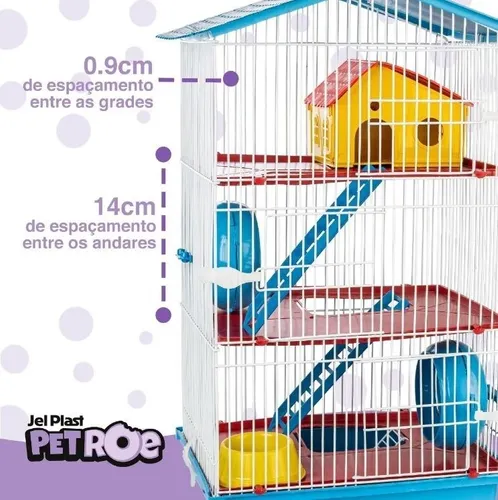 0.9cm
de espaçamento
entre as grades
14cm
de espaçamento
entre os andares
Jel Plast
PETROe